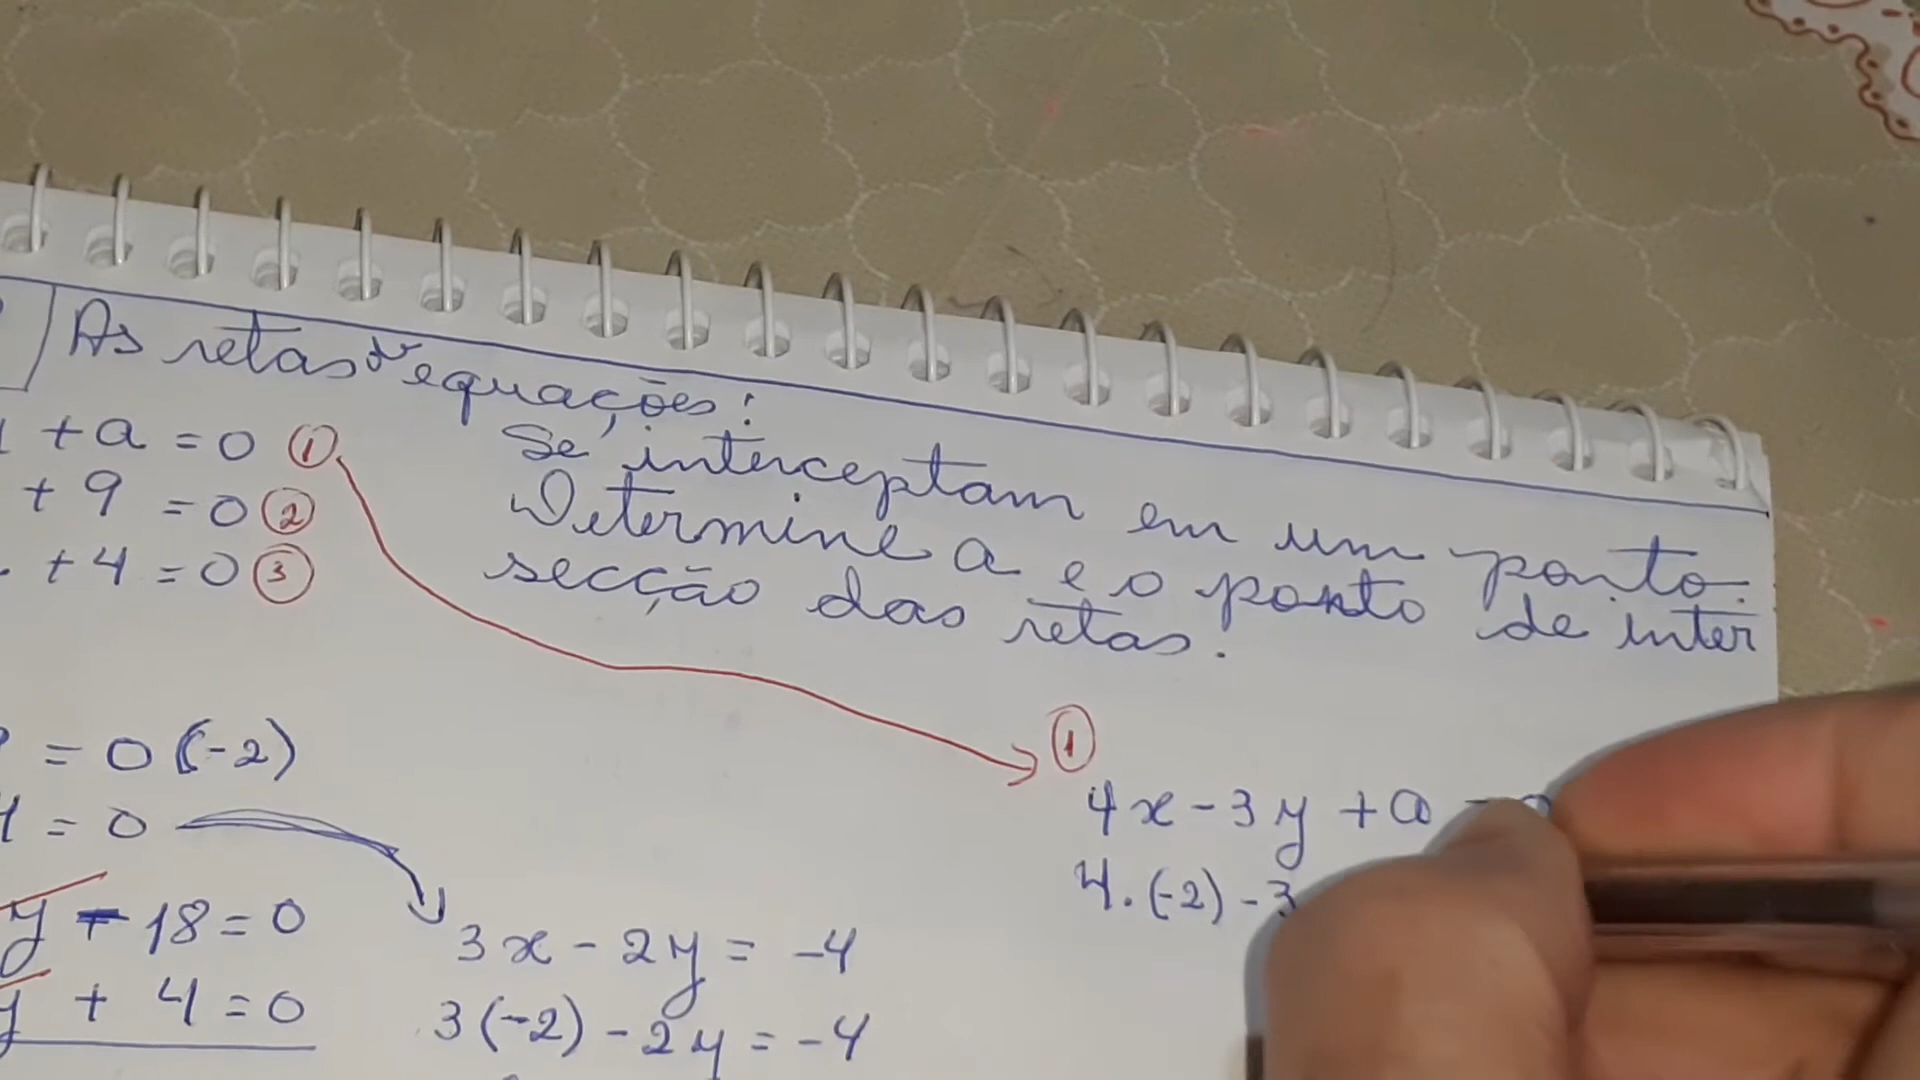 As retas de equações:
+ a = 0 ①
+ 9 = 0 ②
+ 4 = 0 ③
Se interceptam em um ponto.
Determine a e o ponto de inter
secção das retas.
= 0 (-2)
= 0
y - 18 = 0
y + 4 = 0
3x - 2y = -4
3(-2) - 2y = -4
①
4x - 3y + a =
4.(-2) - 3